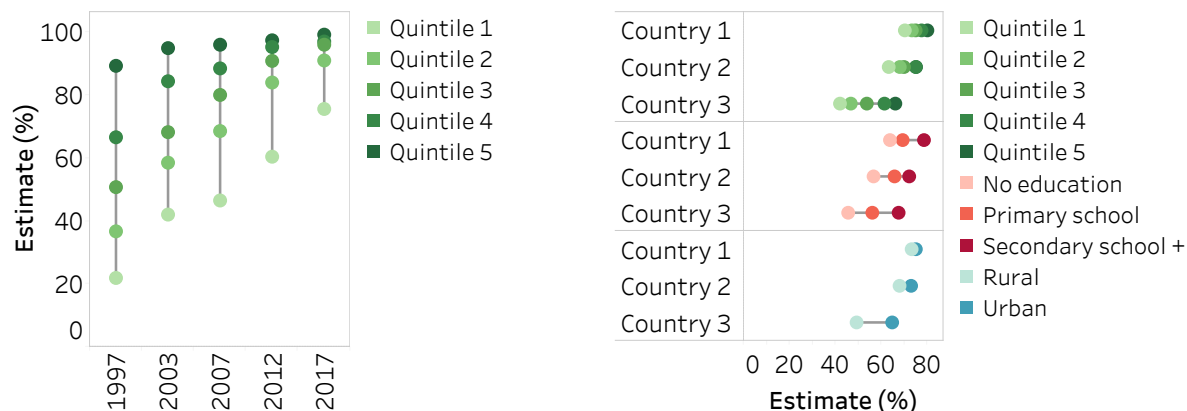 100
80
60
40
20
0
Estimate (%)
1997
2003
2007
2012
2017
Quintile 1
Quintile 2
Quintile 3
Quintile 4
Quintile 5
Country 1
Country 2
Country 3
Country 1
Country 2
Country 3
Country 1
Country 2
Country 3
0 20 40 60 80
Estimate (%)
Quintile 1
Quintile 2
Quintile 3
Quintile 4
Quintile 5
No education
Primary school
Secondary school +
Rural
Urban